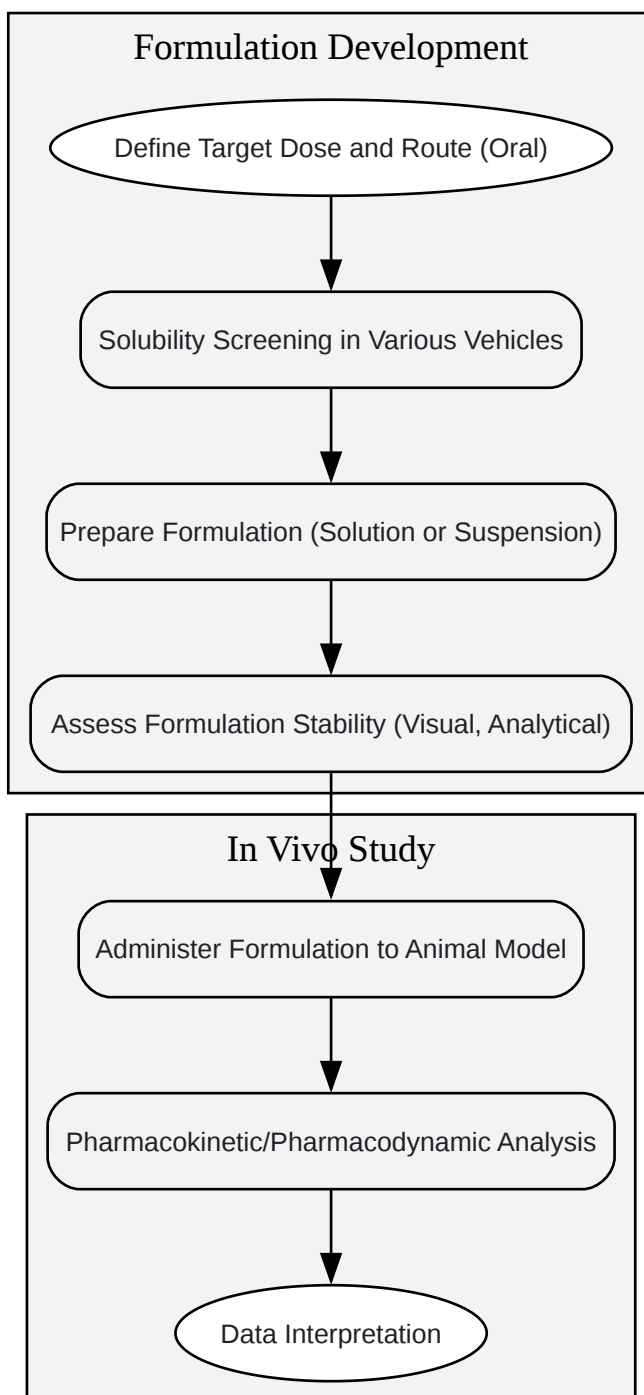 Formulation Development
Define Target Dose and Route (Oral)
Solubility Screening in Various Vehicles
Prepare Formulation (Solution or Suspension)
Assess Formulation Stability (Visual, Analytical)
In Vivo Study
Administer Formulation to Animal Model
Pharmacokinetic/Pharmacodynamic Analysis
Data Interpretation